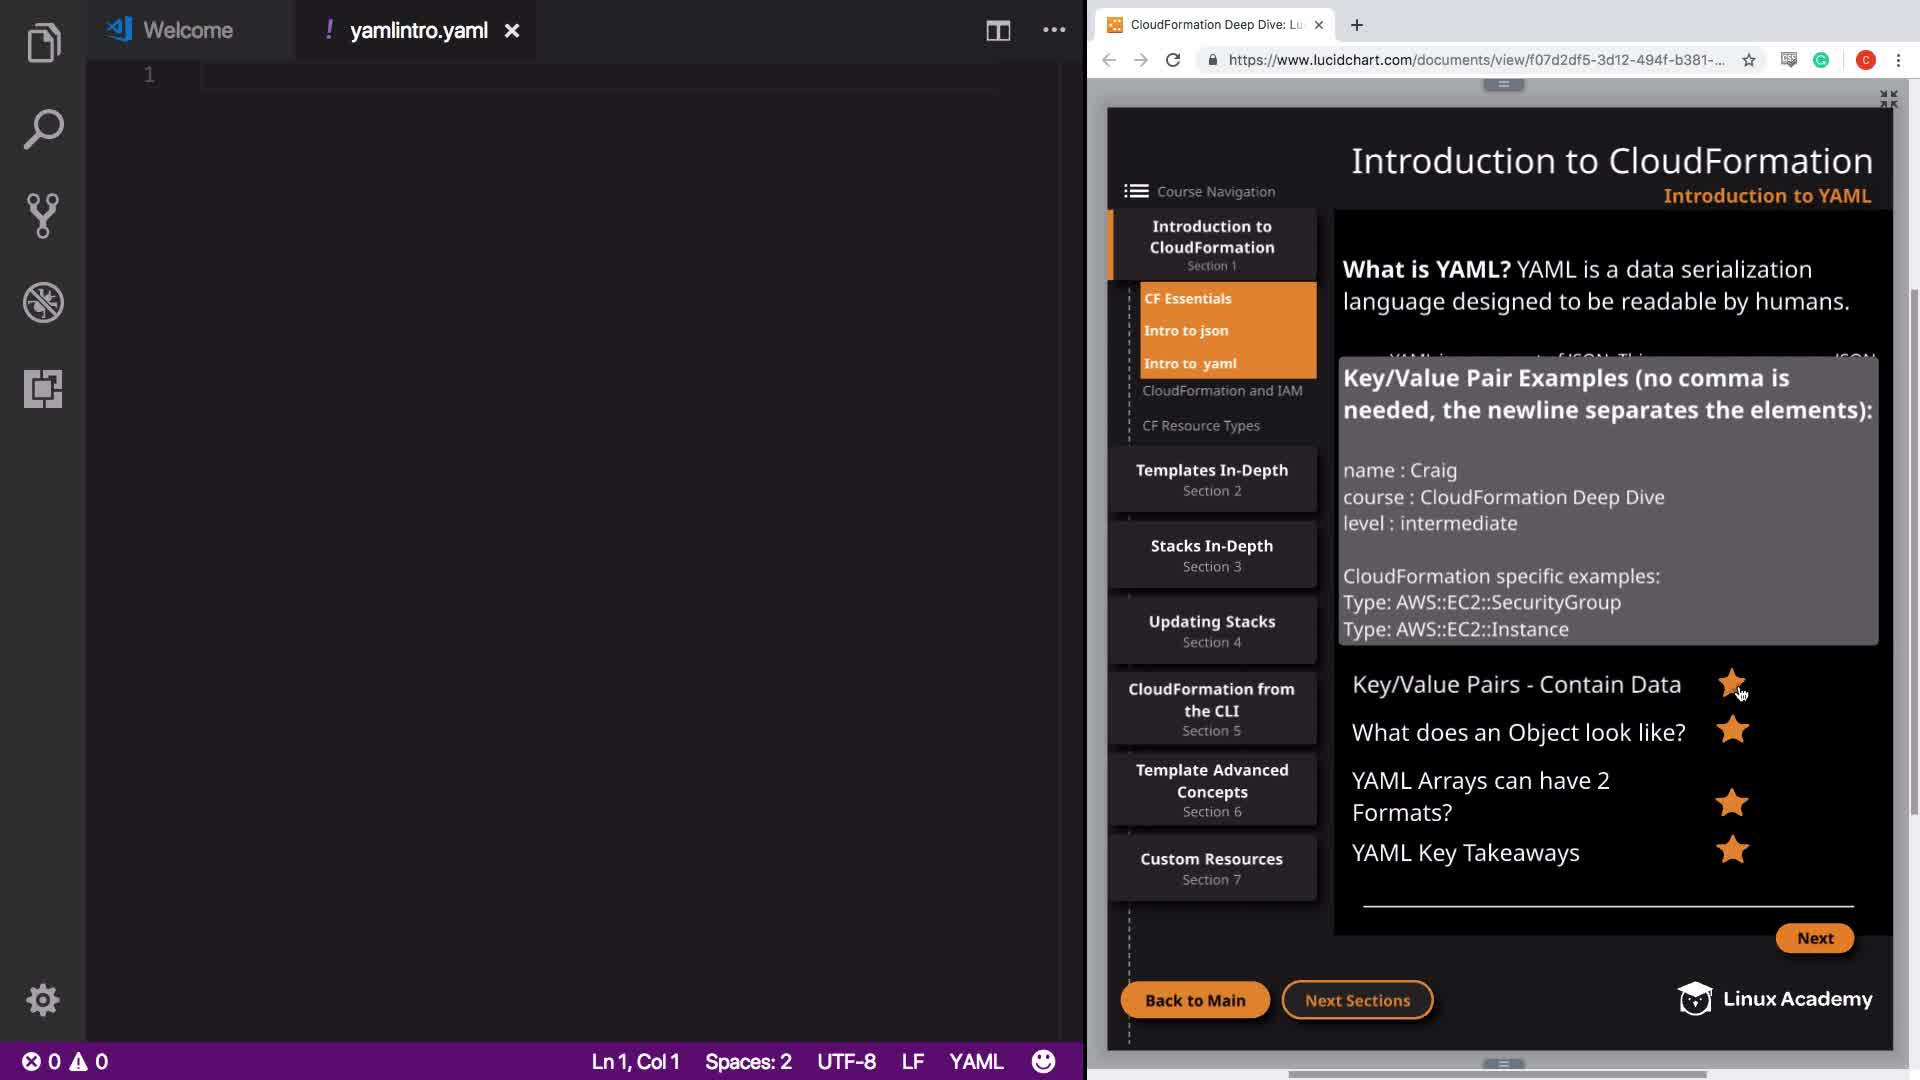 Welcome
! yamlintro.yaml
1
0 0
Ln 1, Col 1
Spaces: 2
UTF-8
LF
YAML
CloudFormation Deep Dive: Lu
https://www.lucidchart.com/documents/view/f07d2df5-3d12-494f-b381-...
C
Introduction to CloudFormation
Introduction to YAML
Course Navigation
Introduction to
CloudFormation
Section 1
CF Essentials
Intro to json
Intro to yaml
CloudFormation and IAM
CF Resource Types
Templates In-Depth
Section 2
Stacks In-Depth
Section 3
Updating Stacks
Section 4
CloudFormation from
the CLI
Section 5
Template Advanced
Concepts
Section 6
Custom Resources
Section 7
What is YAML? YAML is a data serialization
language designed to be readable by humans.
Key/Value Pair Examples (no comma is
needed, the newline separates the elements):
name : Craig
course : CloudFormation Deep Dive
level : intermediate
CloudFormation specific examples:
Type: AWS::EC2::SecurityGroup
Type: AWS::EC2::Instance
Key/Value Pairs - Contain Data
What does an Object look like?
YAML Arrays can have 2
Formats?
YAML Key Takeaways
Next
Back to Main
Next Sections
Linux Academy